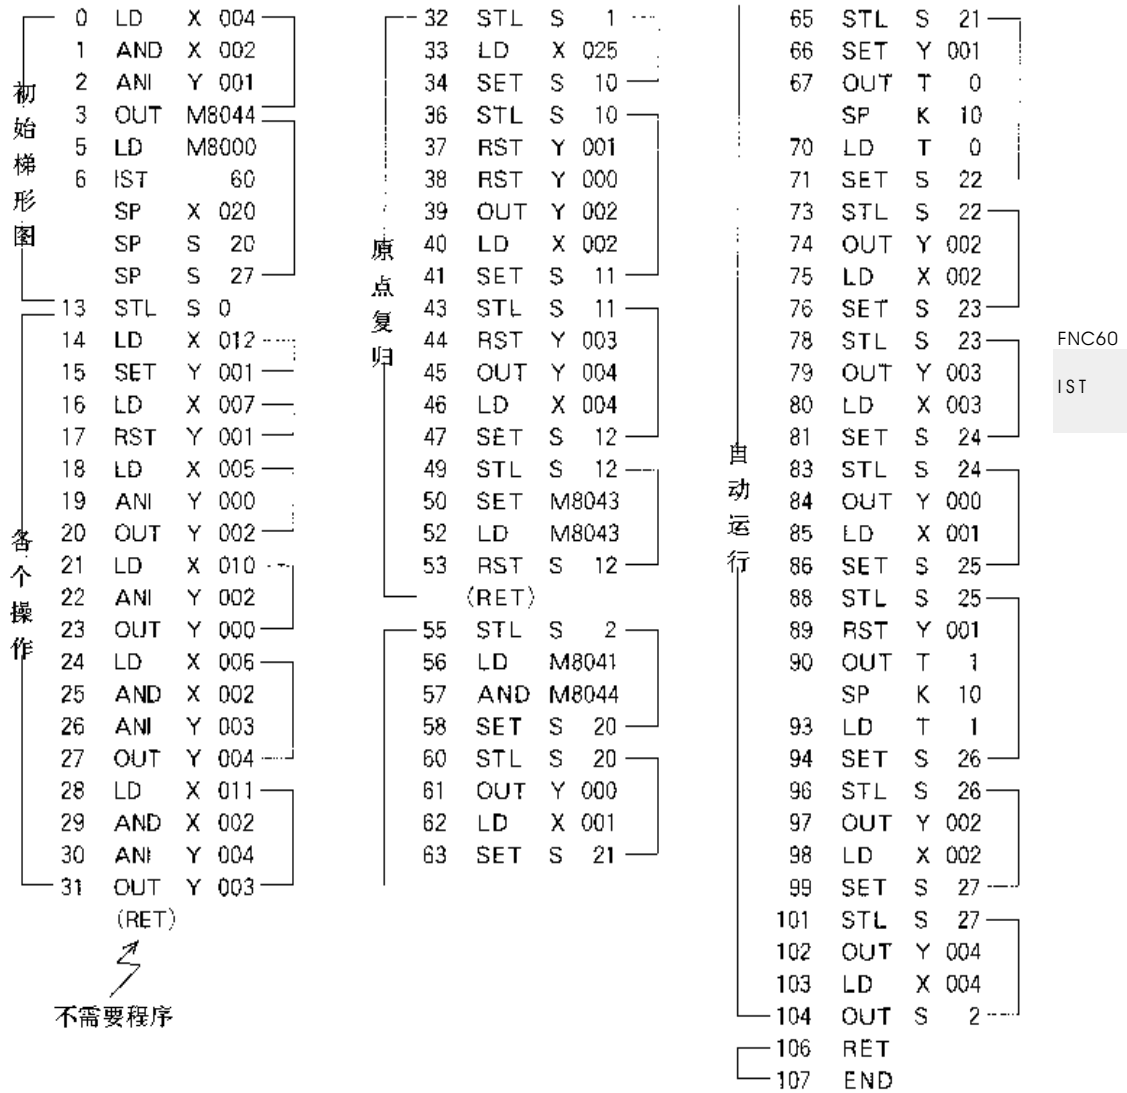 初始梯形图
0 LD X 004
1 AND X 002
2 ANI Y 001
3 OUT M8044
5 LD M8000
6 IST 60
SP X 020
SP S 20
SP S 27
各个操作
13 STL S 0
14 LD X 012
15 SET Y 001
16 LD X 007
17 RST Y 001
18 LD X 005
19 ANI Y 000
20 OUT Y 002
21 LD X 010
22 ANI Y 002
23 OUT Y 000
24 LD X 006
25 AND X 002
26 ANI Y 003
27 OUT Y 004
28 LD X 011
29 AND X 002
30 ANI Y 004
31 OUT Y 003
(RET)
不需要程序
原点复归
32 STL S 1
33 LD X 025
34 SET S 10
36 STL S 10
37 RST Y 001
38 RST Y 000
39 OUT Y 002
40 LD X 002
41 SET S 11
43 STL S 11
44 RST Y 003
45 OUT Y 004
46 LD X 004
47 SET S 12
49 STL S 12
50 SET M8043
52 LD M8043
53 RST S 12
(RET)
55 STL S 2
56 LD M8041
57 AND M8044
58 SET S 20
60 STL S 20
61 OUT Y 000
62 LD X 001
63 SET S 21
自动运行
65 STL S 21
66 SET Y 001
67 OUT T 0
SP K 10
70 LD T 0
71 SET S 22
73 STL S 22
74 OUT Y 002
75 LD X 002
76 SET S 23
78 STL S 23
79 OUT Y 003
80 LD X 003
81 SET S 24
83 STL S 24
84 OUT Y 000
85 LD X 001
86 SET S 25
88 STL S 25
89 RST Y 001
90 OUT T 1
SP K 10
93 LD T 1
94 SET S 26
96 STL S 26
97 OUT Y 002
98 LD X 002
99 SET S 27
101 STL S 27
102 OUT Y 004
103 LD X 004
104 OUT S 2
106 RET
107 END
FNC60
IST